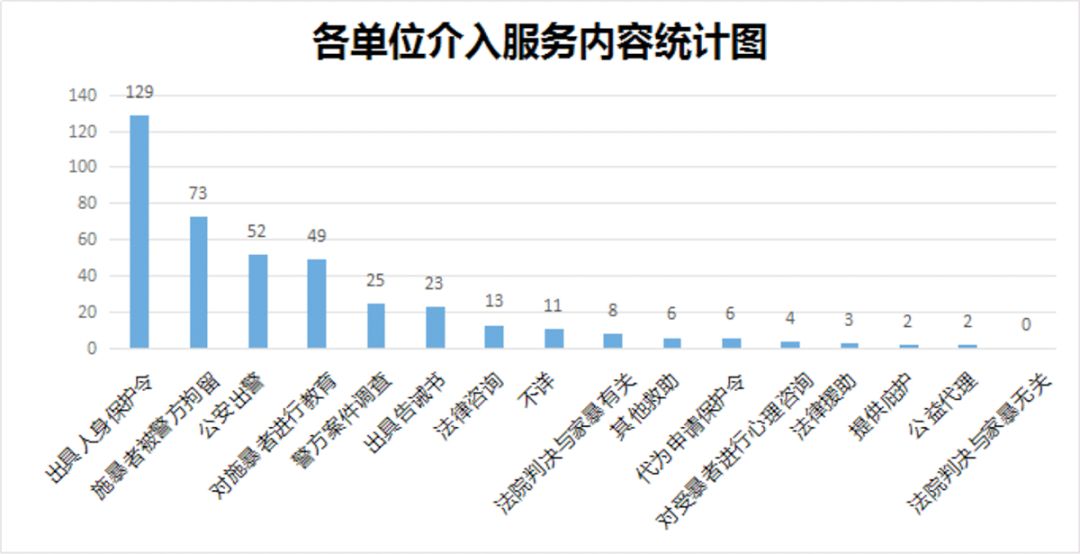 各单位介入服务内容统计图
140
120
100
80
60
40
20
0
129
73
52
49
25
23
13
11
8
6
6
4
3
2
2
0
出具人身保护令
施暴者被警方拘留
公安出警
对施暴者进行教育
警方案件调查
出具告诫书
法律咨询
不详
法院判决与家暴有关
其他救助
代为申请保护令
对受暴者进行心理咨询
法律援助
提供庇护
公益代理
法院判决与家暴无关